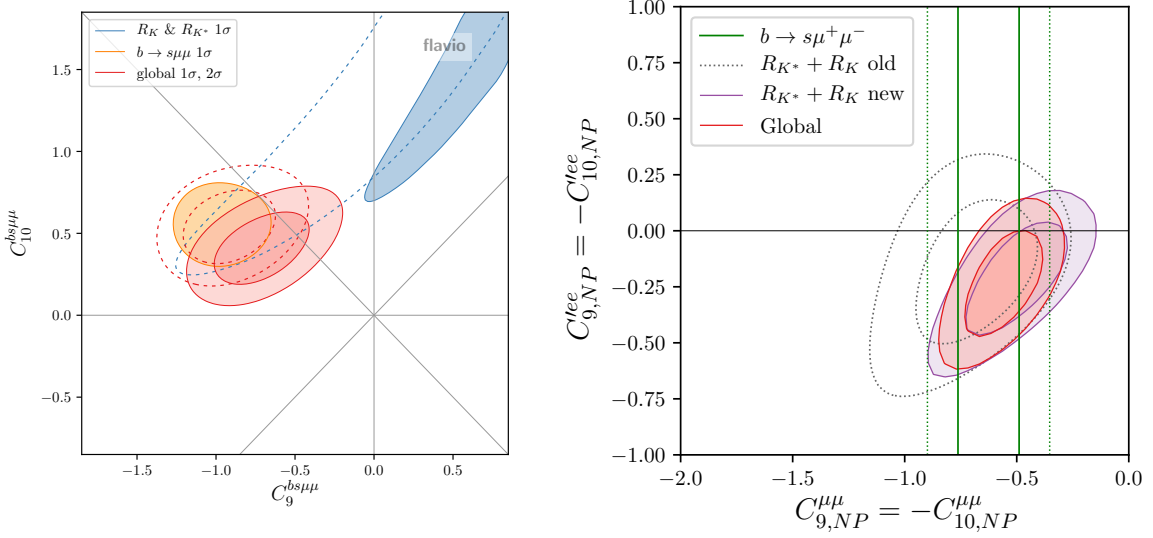 R_K & R_{K*} 1σ
b → sμμ 1σ
global 1σ, 2σ
flavio
1.5
1.0
0.5
0.0
−0.5
C_{10}^{bsμμ}
−1.5
−1.0
−0.5
0.0
0.5
C_9^{bsμμ}
b → sμ⁺μ⁻
R_{K*} + R_K old
R_{K*} + R_K new
Global
1.00
0.75
0.50
0.25
0.00
−0.25
−0.50
−0.75
−1.00
C'^{ee}_{9,NP} = −C'^{ee}_{10,NP}
−2.0
−1.5
−1.0
−0.5
0.0
C^{μμ}_{9,NP} = −C^{μμ}_{10,NP}